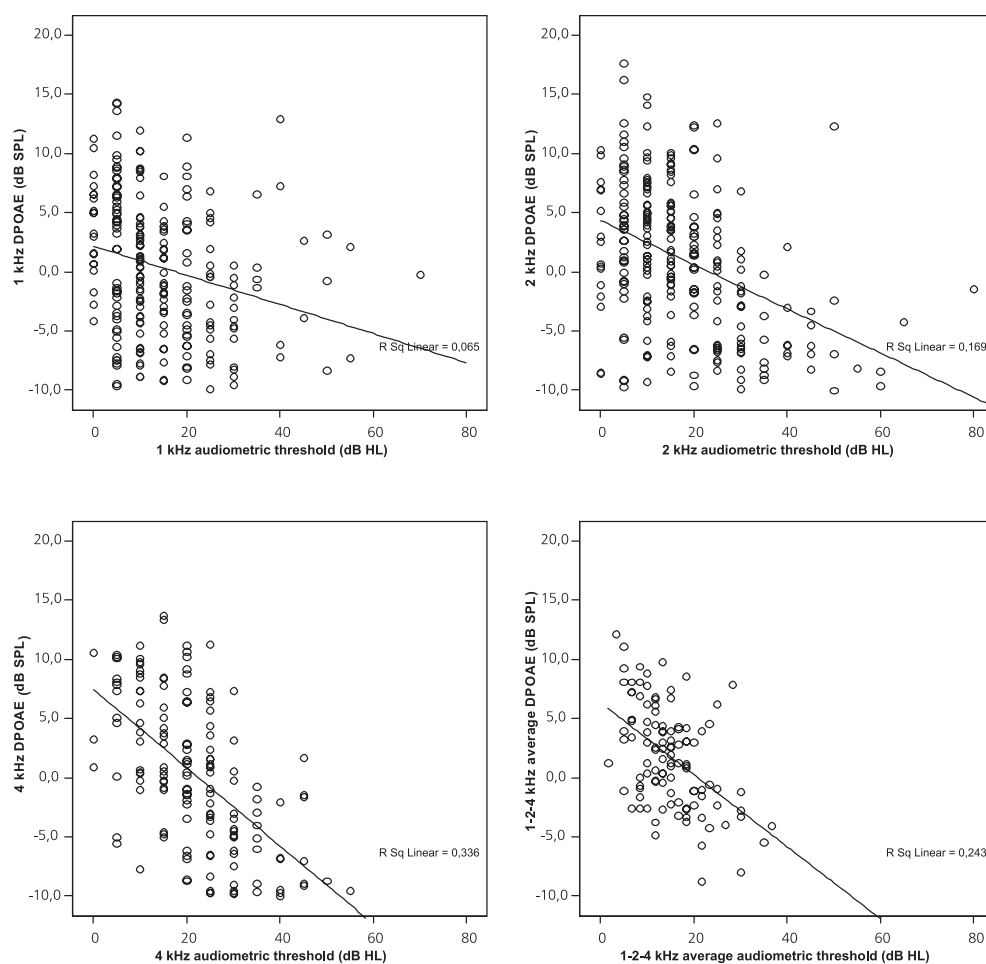 20,0
15,0
10,0
5,0
0,0
-5,0
-10,0
1 kHz DPOAE (dB SPL)
R Sq Linear = 0,065
0 20 40 60 80
1 kHz audiometric threshold (dB HL)
20,0
15,0
10,0
5,0
0,0
-5,0
-10,0
2 kHz DPOAE (dB SPL)
R Sq Linear = 0,169
0 20 40 60 80
2 kHz audiometric threshold (dB HL)
20,0
15,0
10,0
5,0
0,0
-5,0
-10,0
4 kHz DPOAE (dB SPL)
R Sq Linear = 0,336
0 20 40 60 80
4 kHz audiometric threshold (dB HL)
20,0
15,0
10,0
5,0
0,0
-5,0
-10,0
1-2-4 kHz average DPOAE (dB SPL)
R Sq Linear = 0,243
0 20 40 60 80
1-2-4 kHz average audiometric threshold (dB HL)